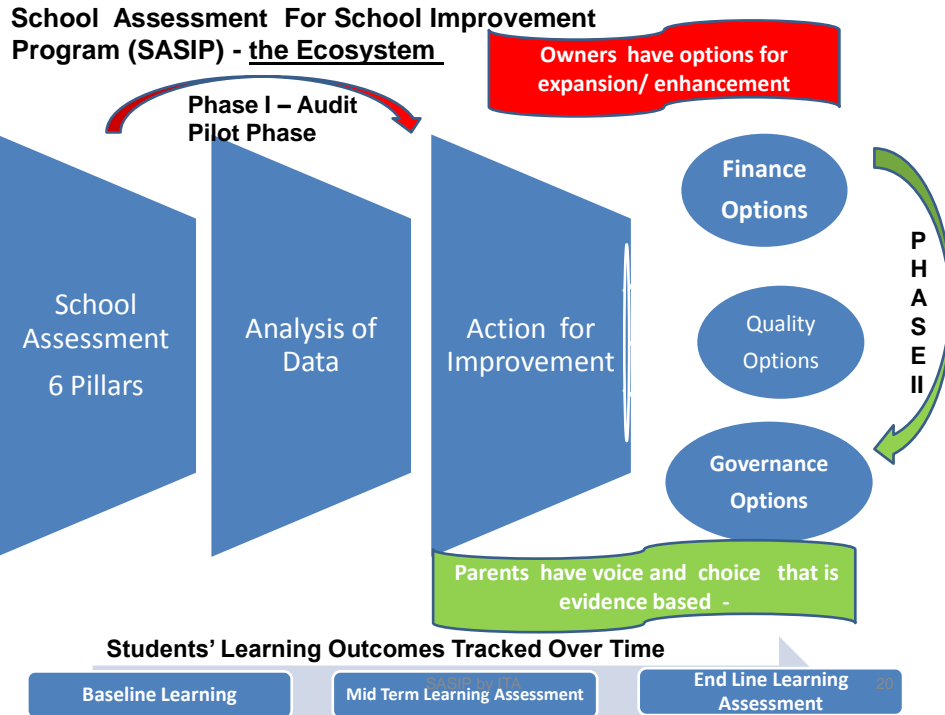 School Assessment For School Improvement
Program (SASIP) - the Ecosystem
Owners have options for
expansion/ enhancement
Phase I – Audit
Pilot Phase
School
Assessment
6 Pillars
Analysis of
Data
Action for
Improvement
Finance
Options
Quality
Options
Governance
Options
P
H
A
S
E
II
Parents have voice and choice that is
evidence based -
Students' Learning Outcomes Tracked Over Time
Baseline Learning
Mid Term Learning Assessment
End Line Learning
Assessment
SASIP by ITA
20